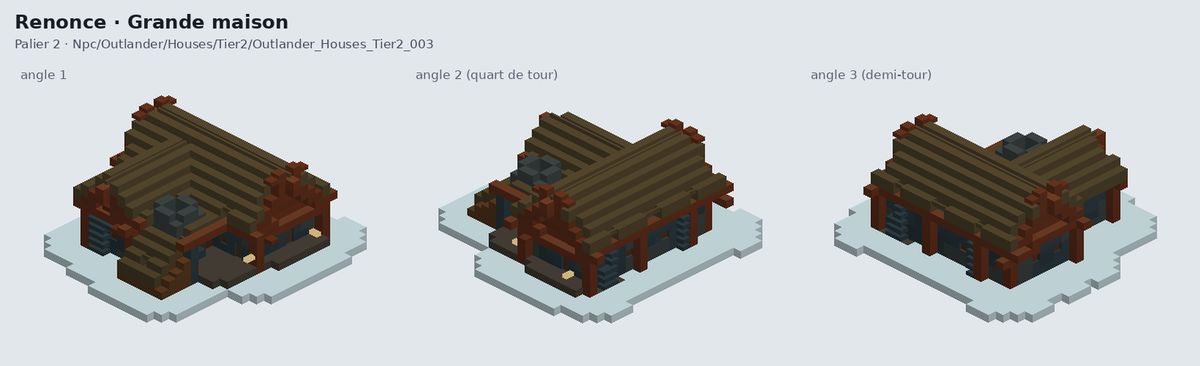 Renonce · Grande maison
Palier 2 · Npc/Outlander/Houses/Tier2/Outlander_Houses_Tier2_003
angle 1
angle 2 (quart de tour)
angle 3 (demi-tour)